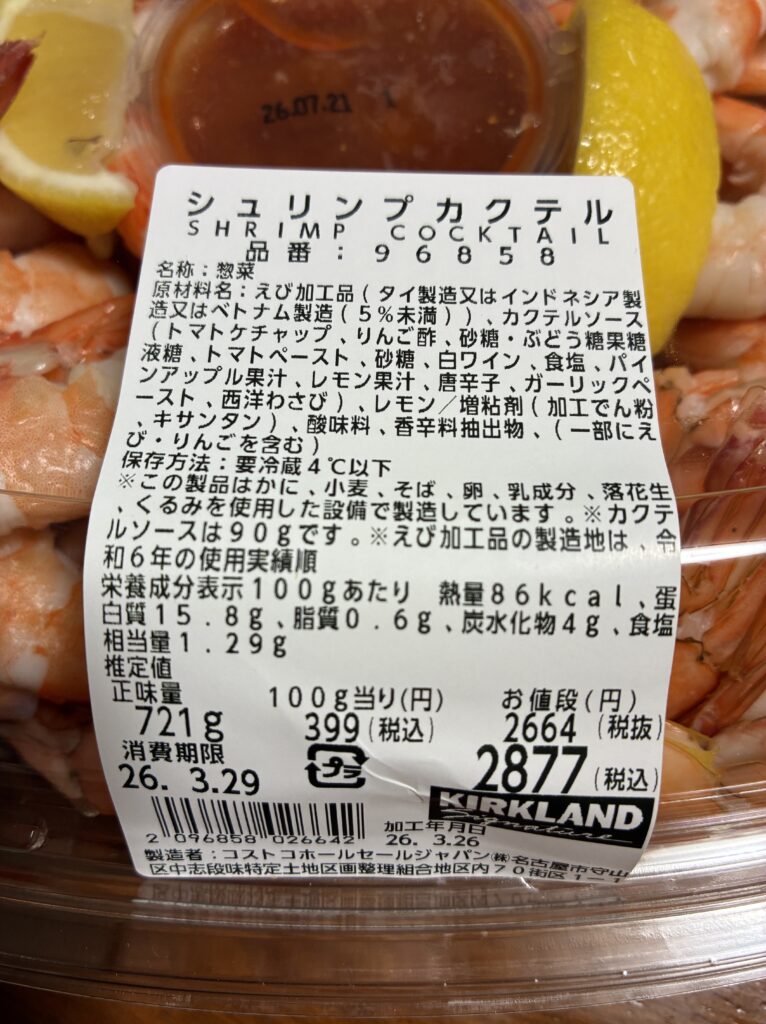 26.07.21 1
シュリンプカクテル
SHRIMP COCKTAIL
品番:96858
名称:惣菜
原材料名:えび加工品(タイ製造又はインドネシア製
造又はベトナム製造(5%未満))、カクテルソース
(トマトケチャップ、りんご酢、砂糖・ぶどう糖果糖
液糖、トマトペースト、砂糖、白ワイン、食塩、パイ
ンアップル果汁、レモン果汁、唐辛子、ガーリックペ
ースト、西洋わさび)、レモン/増粘剤(加工でん粉
、キサンタン)、酸味料、香辛料抽出物、(一部にえ
び・りんごを含む)
保存方法:要冷蔵4℃以下
※この製品はかに、小麦、そば、卵、乳成分、落花生
、くるみを使用した設備で製造しています。※カクテ
ルソースは90gです。※えび加工品の製造地は、令
和6年の使用実績順
栄養成分表示100gあたり 熱量86kcal、蛋
白質15.8g、脂質0.6g、炭水化物4g、食塩
相当量1.29g
推定値
正味量 100g当り(円) お値段(円)
721g 399(税込) 2664(税抜)
消費期限 プラ 2877(税込)
26. 3.29
KIRKLAND
Signature
2 096858 026642 加工年月日
26. 3.26
製造者:コストコホールセールジャパン㈱名古屋市守山
区中志段味特定土地区画整理組合地区内70街区1-1